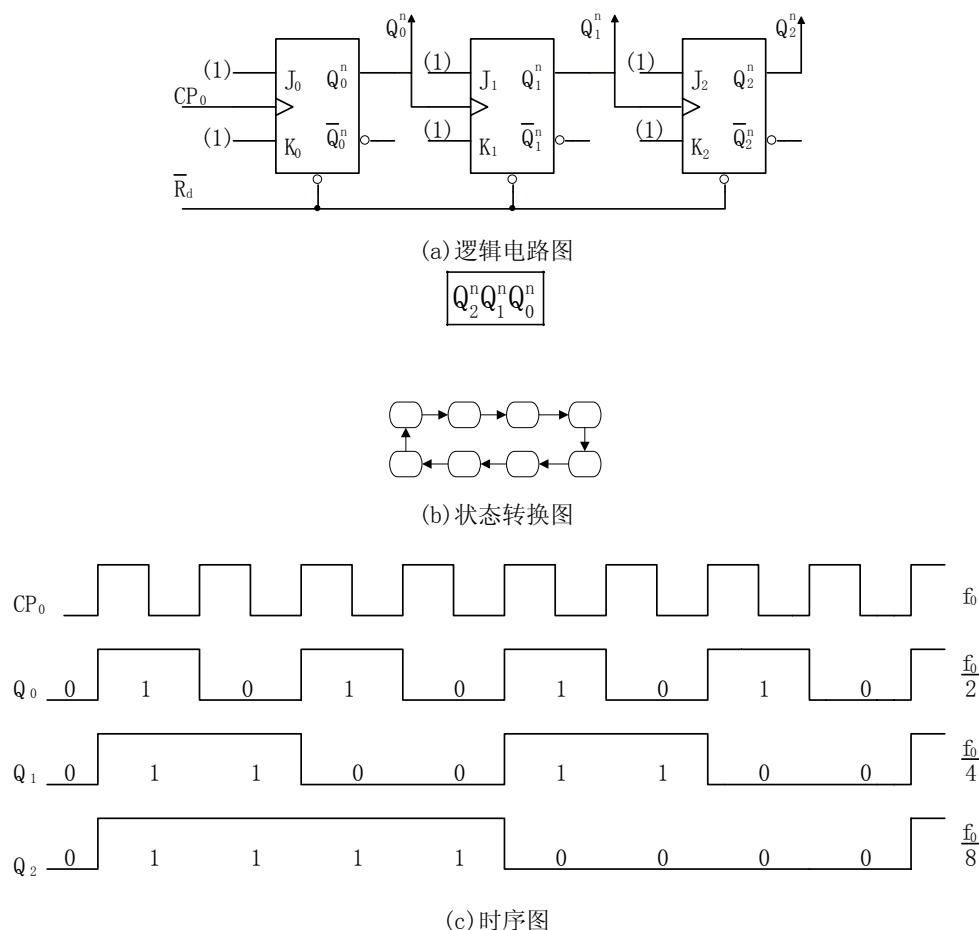 Q₀ⁿ Q₁ⁿ Q₂ⁿ
(1) J₀ Q₀ⁿ (1) J₁ Q₁ⁿ (1) J₂ Q₂ⁿ
CP₀
(1) K₀ Q̅₀ⁿ (1) K₁ Q̅₁ⁿ (1) K₂ Q̅₂ⁿ
R̅d
(a)逻辑电路图
Q₂ⁿQ₁ⁿQ₀ⁿ
(b)状态转换图
CP₀ f₀
Q₀ 0 1 0 1 0 1 0 1 0 f₀/2
Q₁ 0 1 1 0 0 1 1 0 0 f₀/4
Q₂ 0 1 1 1 1 0 0 0 0 f₀/8
(c)时序图